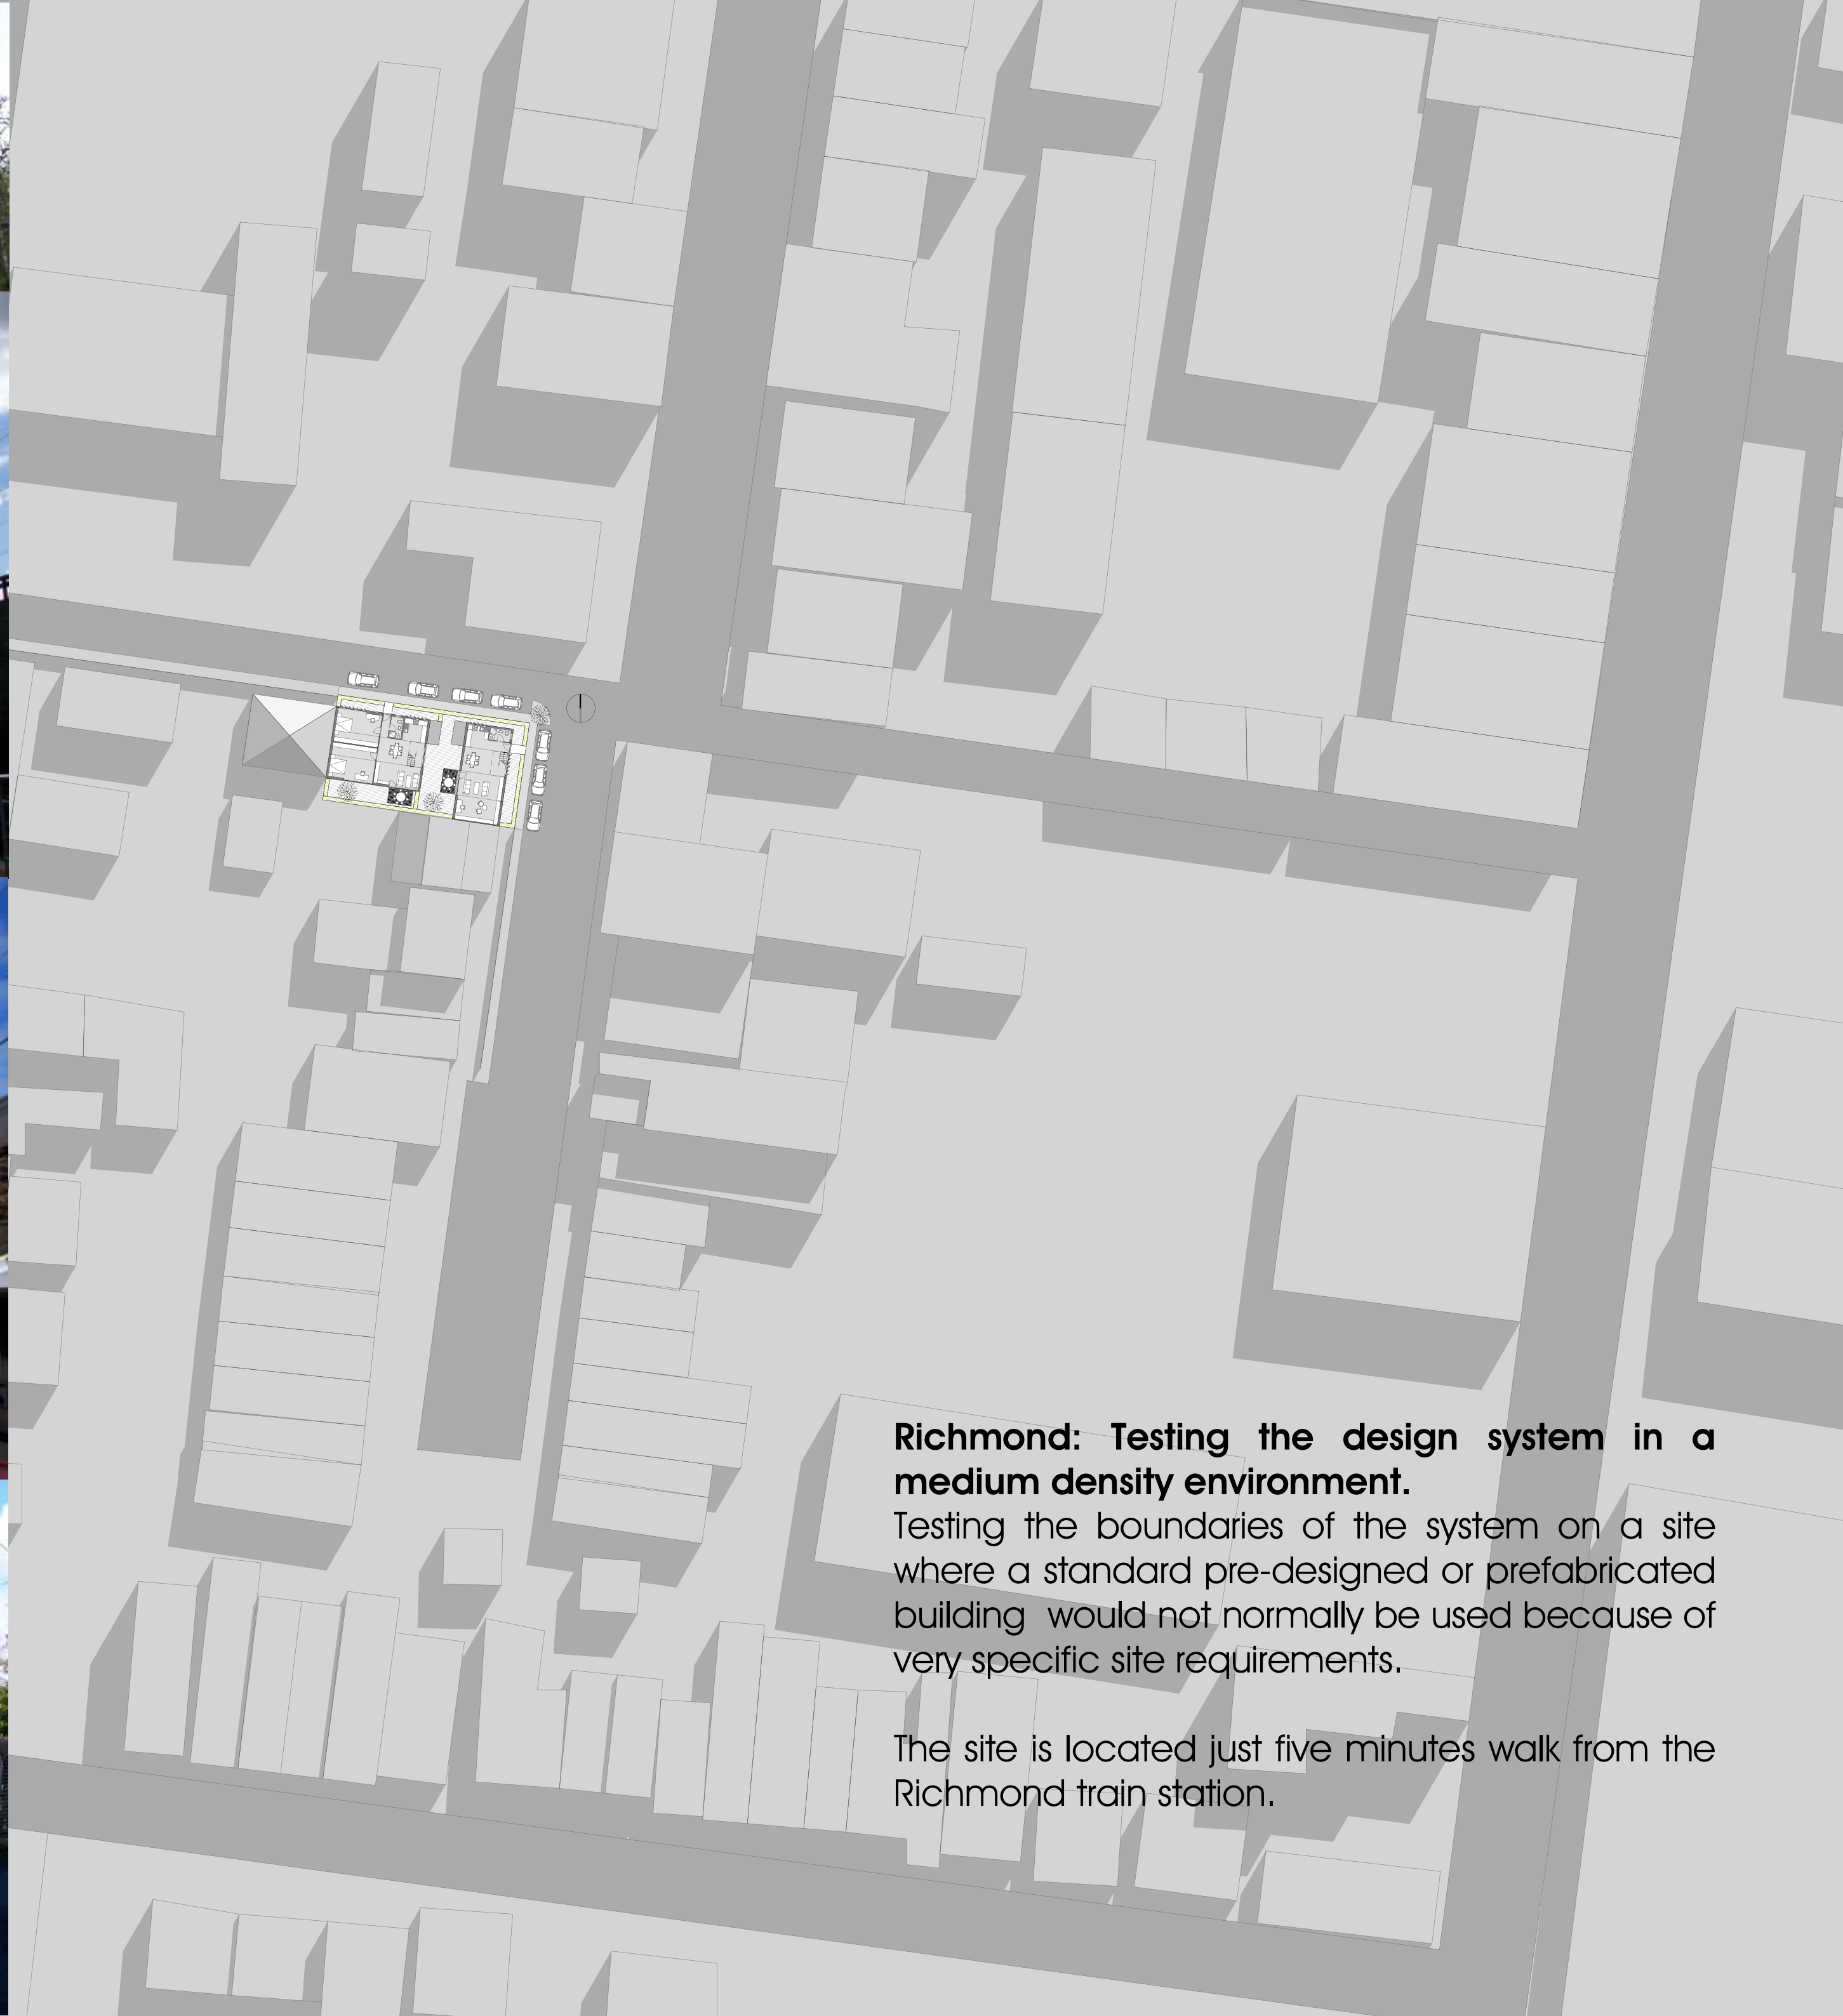 Richmond: Testing the design system in a
medium density environment.
Testing the boundaries of the system on a site
where a standard pre-designed or prefabricated
building would not normally be used because of
very specific site requirements.
The site is located just five minutes walk from the
Richmond train station.